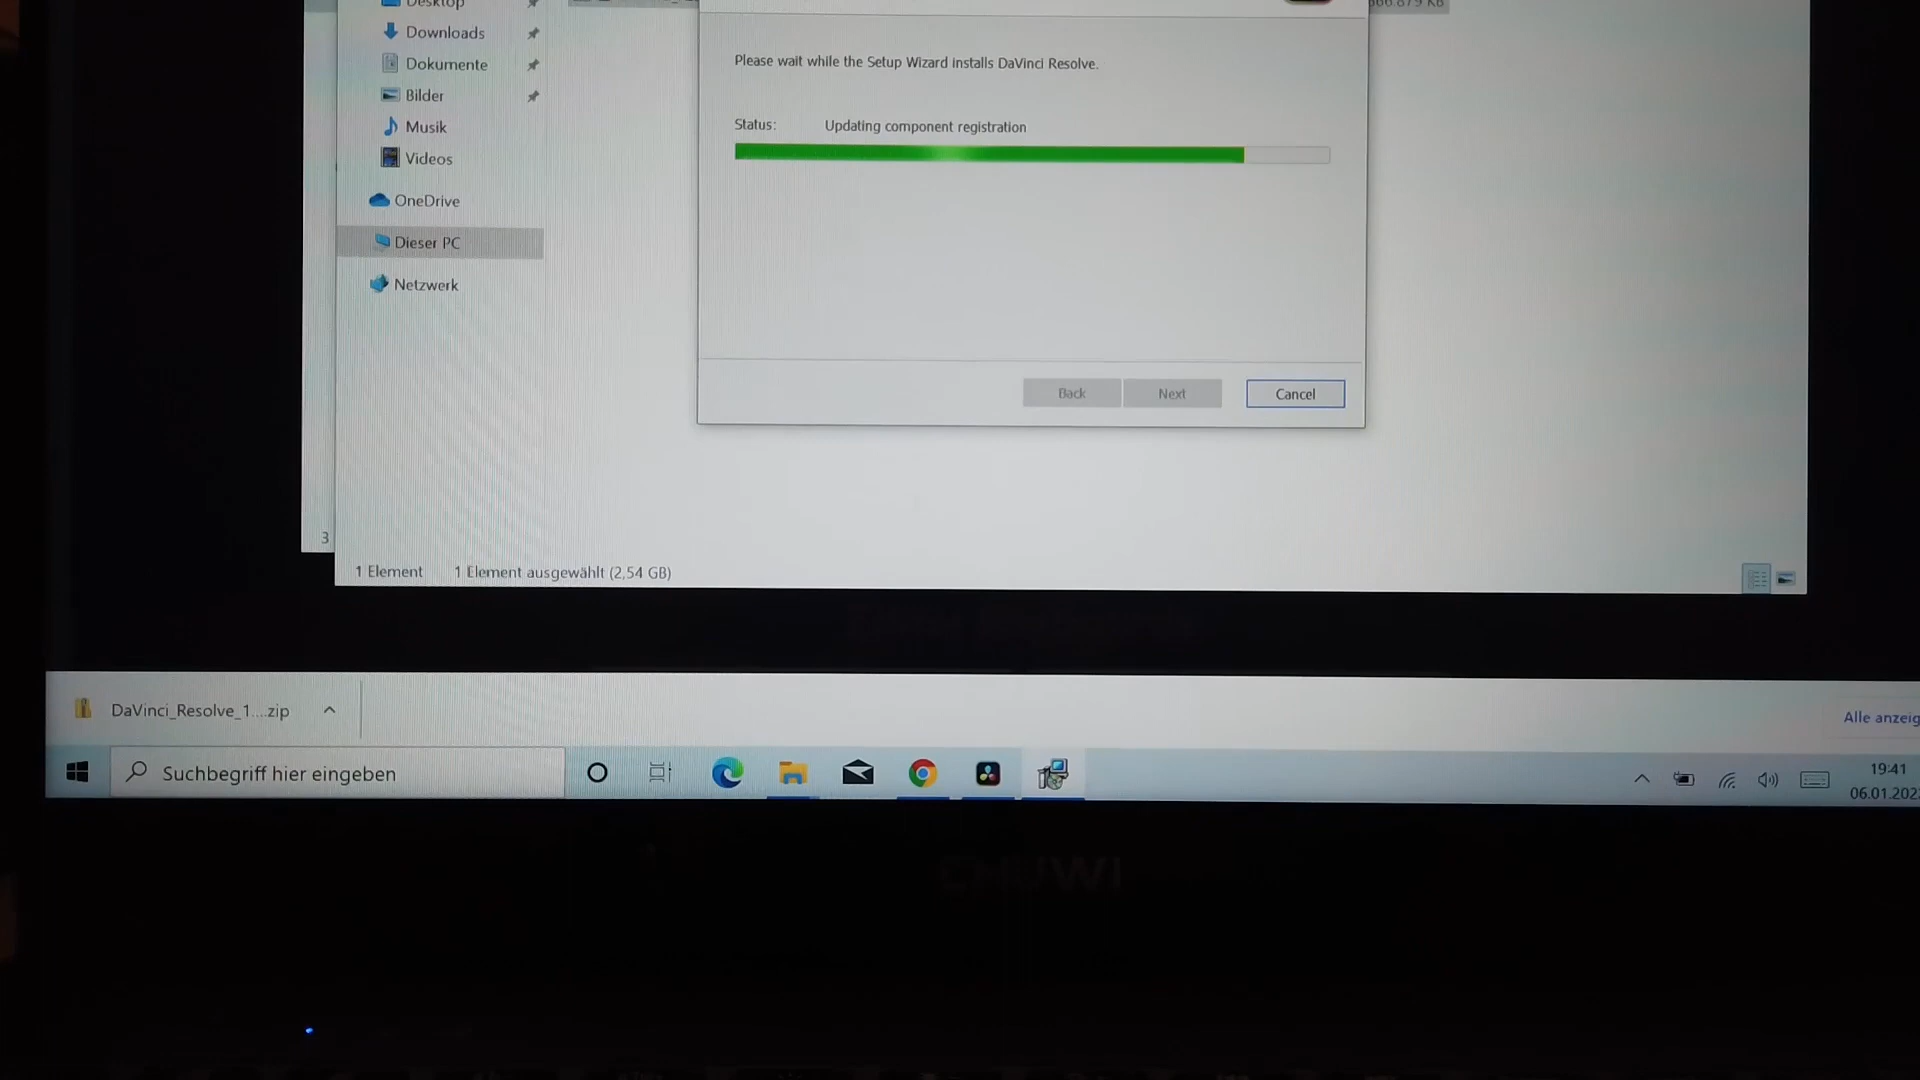 Desktop
Downloads
Dokumente
Bilder
Musik
Videos
OneDrive
Dieser PC
Netzwerk
Please wait while the Setup Wizard installs DaVinci Resolve.
Status: Updating component registration
Back Next Cancel
3
1 Element 1 Element ausgewählt (2,54 GB)
DaVinci_Resolve_1....zip
Alle anzeig
Suchbegriff hier eingeben
19:41
06.01.202
CHUWI